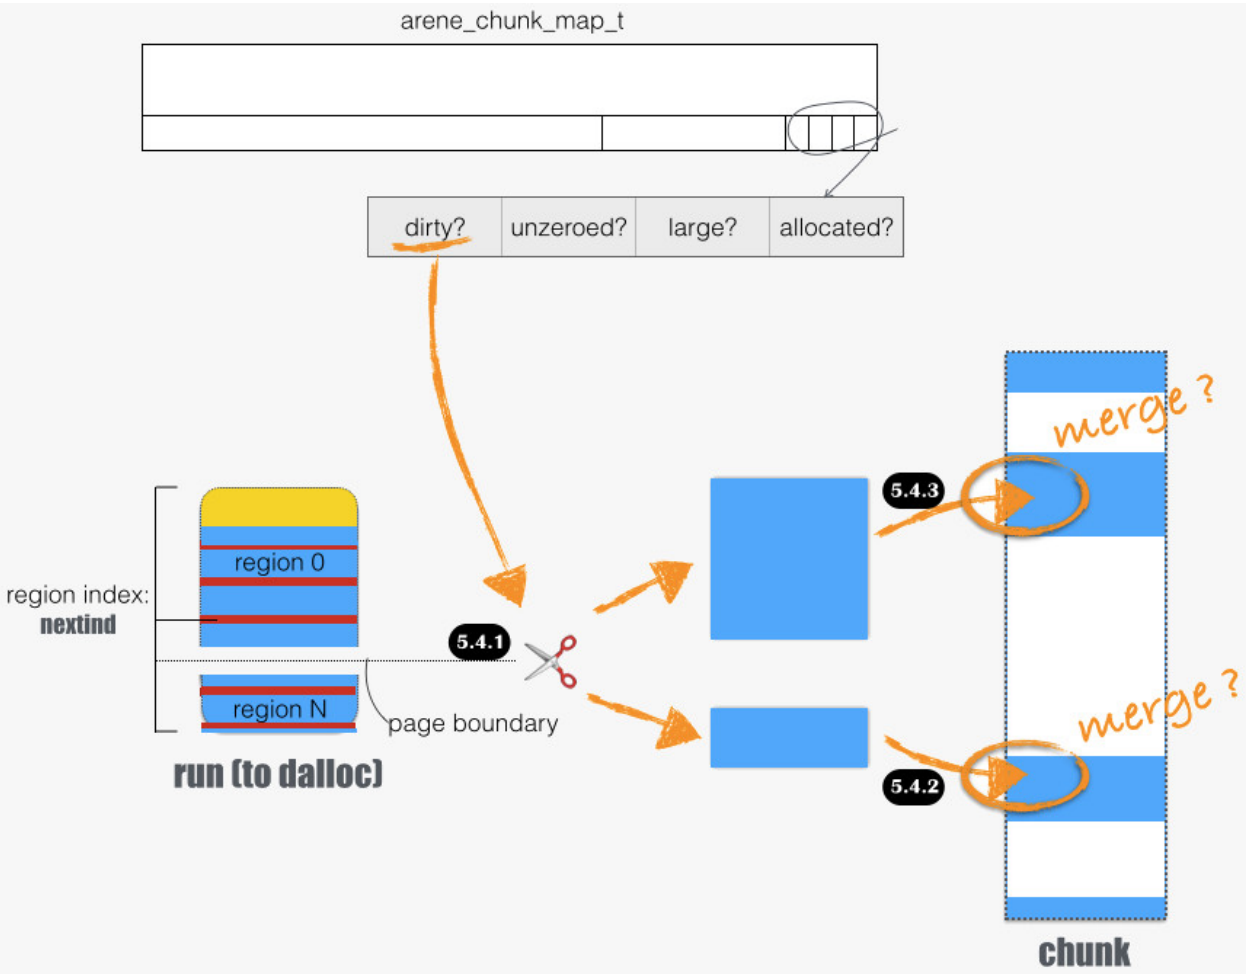 arene_chunk_map_t
dirty?
unzeroed?
large?
allocated?
merge ?
5.4.3
region 0
region index:
nextind
5.4.1
merge ?
region N
page boundary
run (to dalloc)
5.4.2
chunk